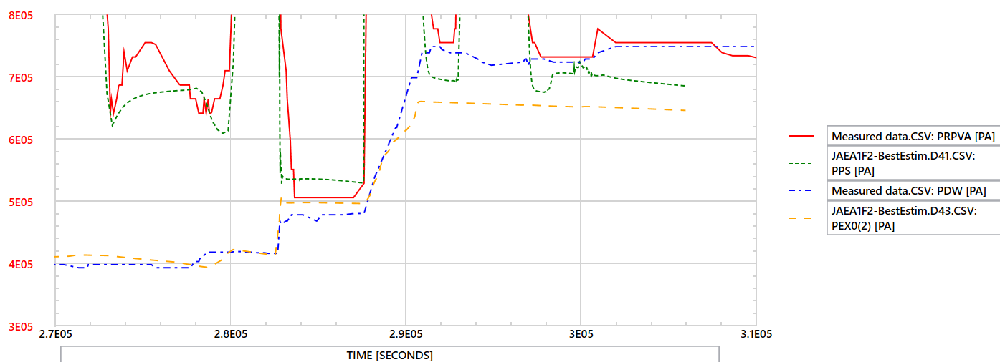 8E05
7E05
6E05
5E05
4E05
3E05
2.7E05 2.8E05 2.9E05 3E05 3.1E05
TIME [SECONDS]
Measured data.CSV: PRPVA [PA]
JAEA1F2-BestEstim.D41.CSV:
PPS [PA]
Measured data.CSV: PDW [PA]
JAEA1F2-BestEstim.D43.CSV:
PEX0(2) [PA]